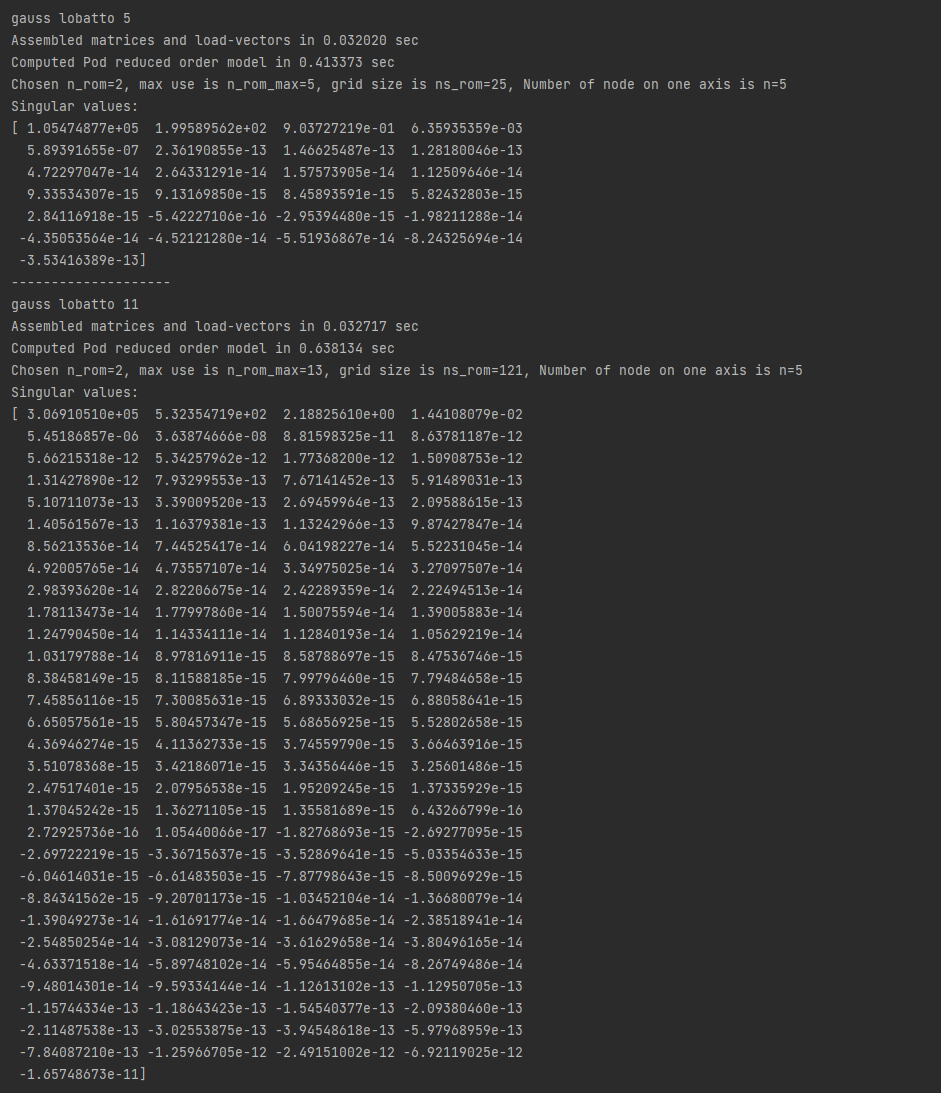 gauss lobatto 5
Assembled matrices and load-vectors in 0.032020 sec
Computed Pod reduced order model in 0.413373 sec
Chosen n_rom=2, max use is n_rom_max=5, grid size is ns_rom=25, Number of node on one axis is n=5
Singular values:
[ 1.05474877e+05  1.99589562e+02  9.03727219e-01  6.35935359e-03
  5.89391655e-07  2.36190855e-13  1.46625487e-13  1.28180046e-13
  4.72297047e-14  2.64331291e-14  1.57573905e-14  1.12509646e-14
  9.33534307e-15  9.13169850e-15  8.45893591e-15  5.82432803e-15
  2.84116918e-15 -5.42227106e-16 -2.95394480e-15 -1.98211288e-14
 -4.35053564e-14 -4.52121280e-14 -5.51936867e-14 -8.24325694e-14
 -3.53416389e-13]
--------------------
gauss lobatto 11
Assembled matrices and load-vectors in 0.032717 sec
Computed Pod reduced order model in 0.638134 sec
Chosen n_rom=2, max use is n_rom_max=13, grid size is ns_rom=121, Number of node on one axis is n=5
Singular values:
[ 3.06910510e+05  5.32354719e+02  2.18825610e+00  1.44108079e-02
  5.45186857e-06  3.63874666e-08  8.81598325e-11  8.63781187e-12
  5.66215318e-12  5.34257962e-12  1.77368200e-12  1.50908753e-12
  1.31427890e-12  7.93299553e-13  7.67141452e-13  5.91489031e-13
  5.10711073e-13  3.39009520e-13  2.69459964e-13  2.09588615e-13
  1.40561567e-13  1.16379381e-13  1.13242966e-13  9.87427847e-14
  8.56213536e-14  7.44525417e-14  6.04198227e-14  5.52231045e-14
  4.92005765e-14  4.73557107e-14  3.34975025e-14  3.27097507e-14
  2.98393620e-14  2.82206675e-14  2.42289359e-14  2.22494513e-14
  1.78113473e-14  1.77997860e-14  1.50075594e-14  1.39005883e-14
  1.24790450e-14  1.14334111e-14  1.12840193e-14  1.05629219e-14
  1.03179788e-14  8.97816911e-15  8.58788697e-15  8.47536746e-15
  8.38458149e-15  8.11588185e-15  7.99796460e-15  7.79484658e-15
  7.45856116e-15  7.30085631e-15  6.89333032e-15  6.88058641e-15
  6.65057561e-15  5.80457347e-15  5.68656925e-15  5.52802658e-15
  4.36946274e-15  4.11362733e-15  3.74559790e-15  3.66463916e-15
  3.51078368e-15  3.42186071e-15  3.34356446e-15  3.25601486e-15
  2.47517401e-15  2.07956538e-15  1.95209245e-15  1.37335929e-15
  1.37045242e-15  1.36271105e-15  1.35581689e-15  6.43266799e-16
  2.72925736e-16  1.05440066e-17 -1.82768693e-15 -2.69277095e-15
 -2.69722219e-15 -3.36715637e-15 -3.52869641e-15 -5.03354633e-15
 -6.04614031e-15 -6.61483503e-15 -7.87798643e-15 -8.50096929e-15
 -8.84341562e-15 -9.20701173e-15 -1.03452104e-14 -1.36680079e-14
 -1.39049273e-14 -1.61691774e-14 -1.66479685e-14 -2.38518941e-14
 -2.54850254e-14 -3.08129073e-14 -3.61629658e-14 -3.80496165e-14
 -4.63371518e-14 -5.89748102e-14 -5.95464855e-14 -8.26749486e-14
 -9.48014301e-14 -9.59334144e-14 -1.12613102e-13 -1.12950705e-13
 -1.15744334e-13 -1.18643423e-13 -1.54540377e-13 -2.09380460e-13
 -2.11487538e-13 -3.02553875e-13 -3.94548618e-13 -5.97968959e-13
 -7.84087210e-13 -1.25966705e-12 -2.49151002e-12 -6.92119025e-12
 -1.65748673e-11]